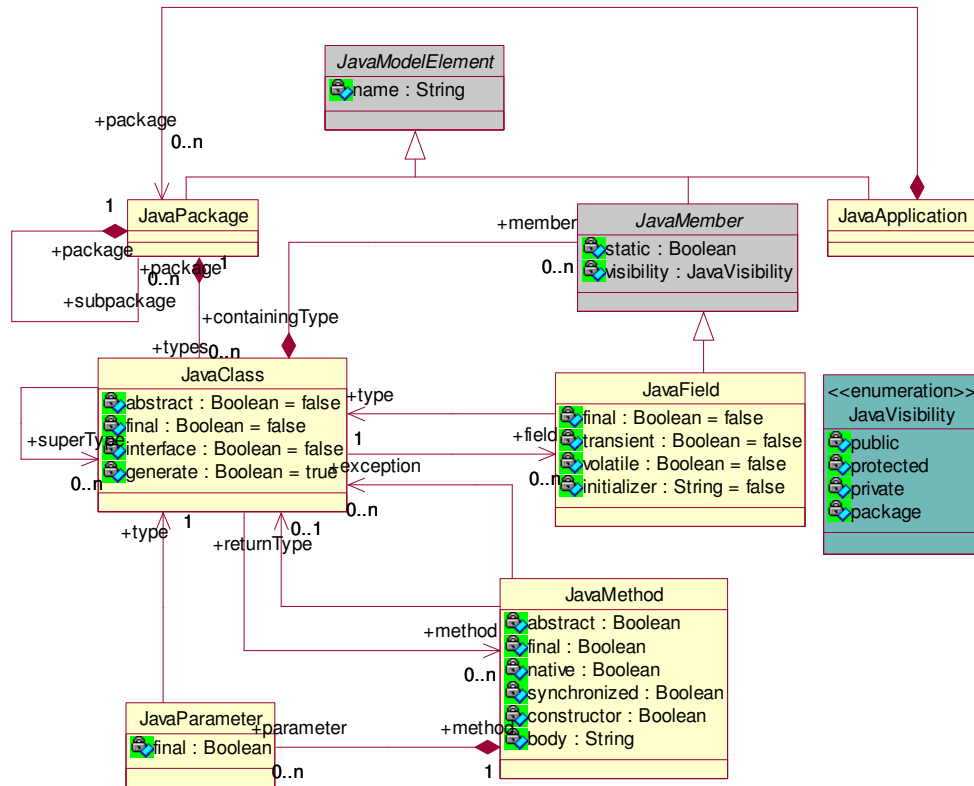 JavaModelElement
name : String
+package
0..n
1
JavaPackage
+package
+package
1
0..n
+subpackage
+member
0..n
JavaMember
static : Boolean
visibility : JavaVisibility
JavaApplication
+containingType
+types
0..n
JavaClass
abstract : Boolean = false
final : Boolean = false
interface : Boolean = false
generate : Boolean = true
+superType
0..n
+type
1
+field
0..n
+exception
0..n
JavaField
final : Boolean = false
transient : Boolean = false
volatile : Boolean = false
initializer : String = false
<<enumeration>>
JavaVisibility
public
protected
private
package
+type
1
+returnType
0..1
+method
0..n
JavaMethod
abstract : Boolean
final : Boolean
native : Boolean
synchronized : Boolean
constructor : Boolean
body : String
JavaParameter
final : Boolean
+parameter
0..n
+method
1